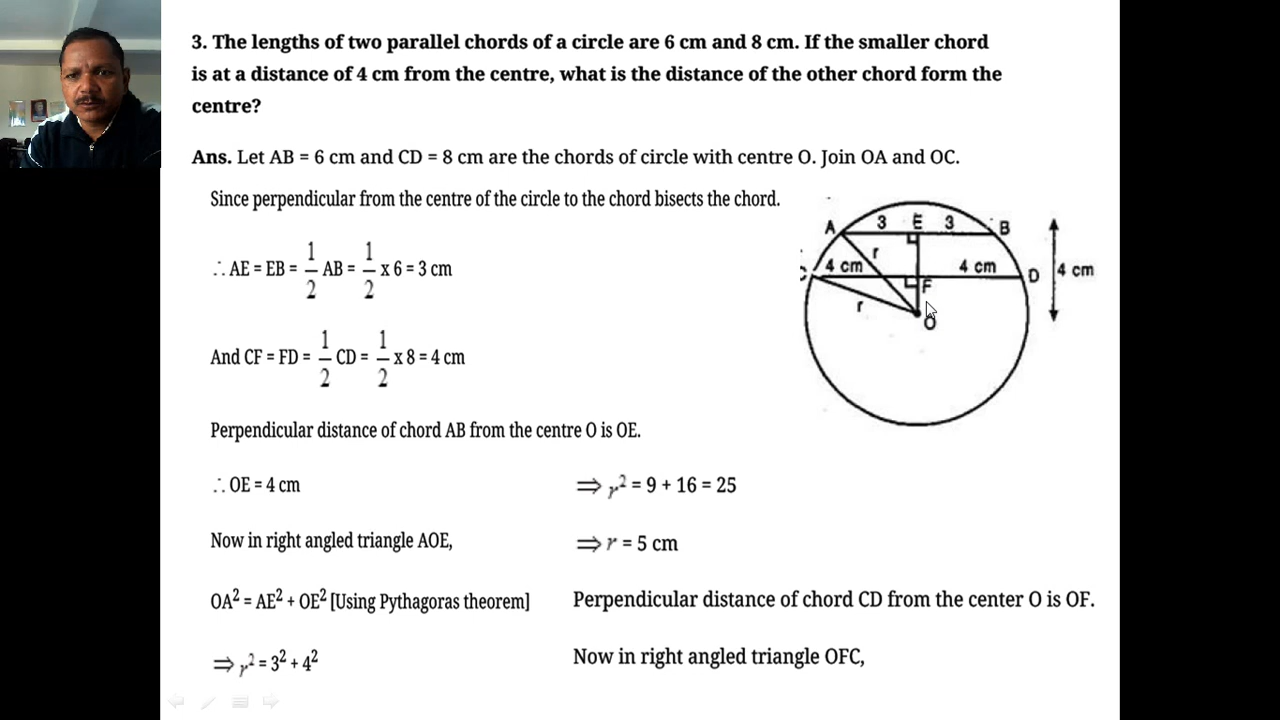 3. The lengths of two parallel chords of a circle are 6 cm and 8 cm. If the smaller chord
is at a distance of 4 cm from the centre, what is the distance of the other chord form the
centre?
Ans. Let AB = 6 cm and CD = 8 cm are the chords of circle with centre O. Join OA and OC.
Since perpendicular from the centre of the circle to the chord bisects the chord.
∴ AE = EB = 1/2 AB = 1/2 x 6 = 3 cm
And CF = FD = 1/2 CD = 1/2 x 8 = 4 cm
A 3 E 3 B
r
C 4 cm 4 cm D 4 cm
F
r
O
Perpendicular distance of chord AB from the centre O is OE.
∴ OE = 4 cm
Now in right angled triangle AOE,
OA² = AE² + OE² [Using Pythagoras theorem]
⇒ r² = 3² + 4²
⇒ r² = 9 + 16 = 25
⇒ r = 5 cm
Perpendicular distance of chord CD from the center O is OF.
Now in right angled triangle OFC,